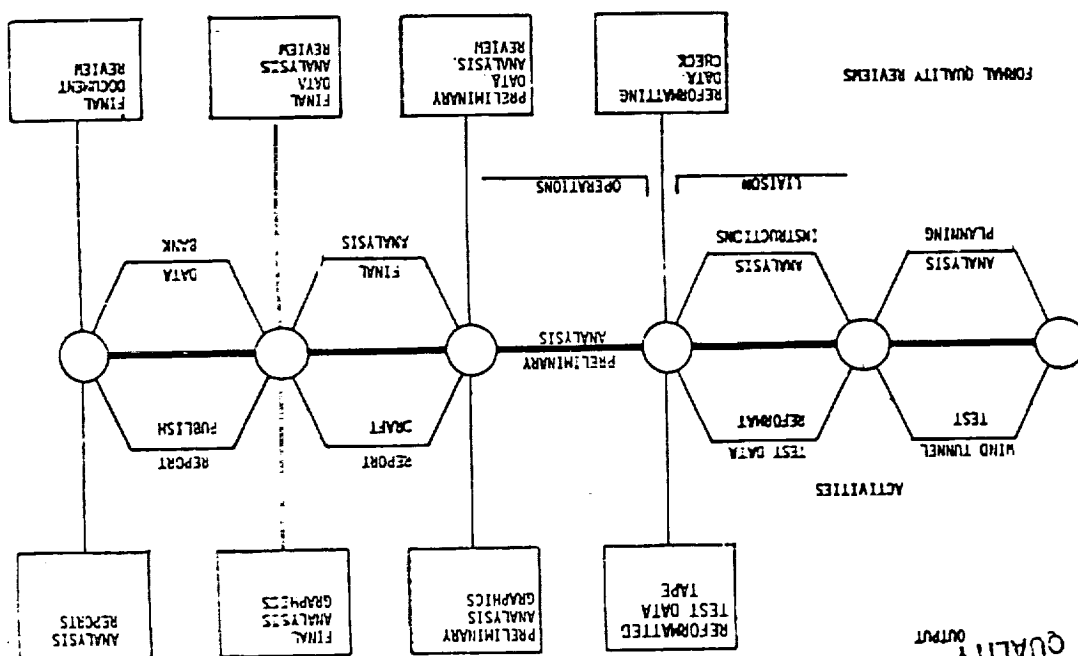 QUALITY
OUTPUT
REFORMATTED
TEST DATA
TAPE
PRELIMINARY
ANALYSIS
GRAPHICS
FINAL
ANALYSIS
GRAPHICS
ANALYSIS
REPORTS
ACTIVITIES
WIND TUNNEL
TEST
TEST DATA
REFORMAT
REPORT
DRAFT
REPORT
PUBLISH
PRELIMINARY
ANALYSIS
ANALYSIS
PLANNING
ANALYSIS
INSTRUCTIONS
FINAL
ANALYSIS
DATA
BANK
LIAISON
OPERATIONS
FORMAL QUALITY REVIEWS
REFORMATTING
DATA
CHECK
PRELIMINARY
DATA
ANALYSIS
REVIEW
FINAL
DATA
ANALYSIS
REVIEW
FINAL
DOCUMENT
REVIEW